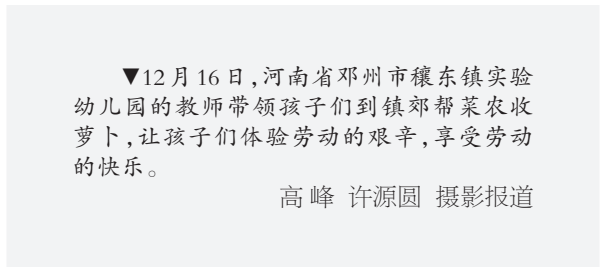 ▼12月16日,河南省邓州市穰东镇实验
幼儿园的教师带领孩子们到镇郊帮菜农收
萝卜,让孩子们体验劳动的艰辛,享受劳动
的快乐。
高 峰 许源圆 摄影报道